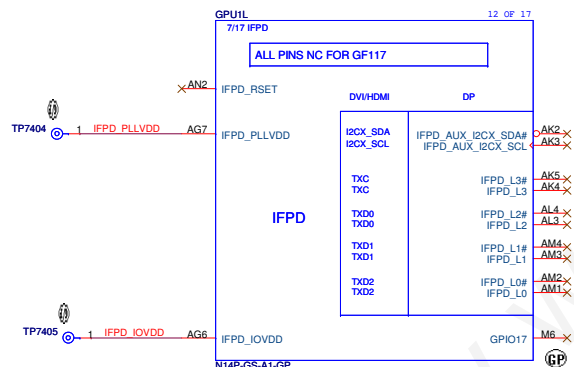 GPU1L 12 OF 17
7/17 IFPD
ALL PINS NC FOR GF117
AN2 IFPD_RSET
DVI/HDMI DP
TP7404 1 IFPD_PLLVDD AG7 IFPD_PLLVDD
I2CX_SDA IFPD_AUX_I2CX_SDA# AK2
I2CX_SCL IFPD_AUX_I2CX_SCL AK3
TXC IFPD_L3# AK5
TXC IFPD_L3 AK4
IFPD
TXD0 IFPD_L2# AL4
TXD0 IFPD_L2 AL3
TXD1 IFPD_L1# AM4
TXD1 IFPD_L1 AM3
TXD2 IFPD_L0# AM2
TXD2 IFPD_L0 AM1
TP7405 1 IFPD_IOVDD AG6 IFPD_IOVDD
GPIO17 M6
GP
N14P-GS-A1-GP